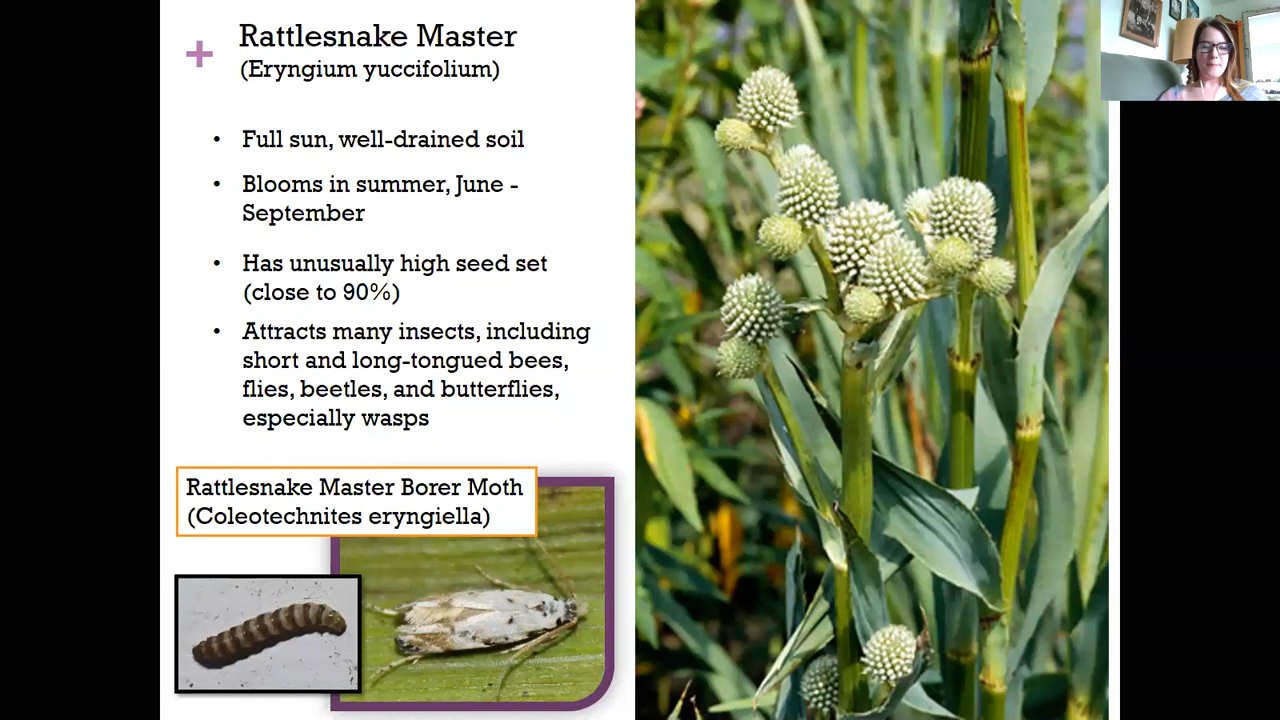 Rattlesnake Master
(Eryngium yuccifolium)
• Full sun, well-drained soil
• Blooms in summer, June -
September
• Has unusually high seed set
(close to 90%)
• Attracts many insects, including
short and long-tongued bees,
flies, beetles, and butterflies,
especially wasps
Rattlesnake Master Borer Moth
(Coleotechnites eryngiella)